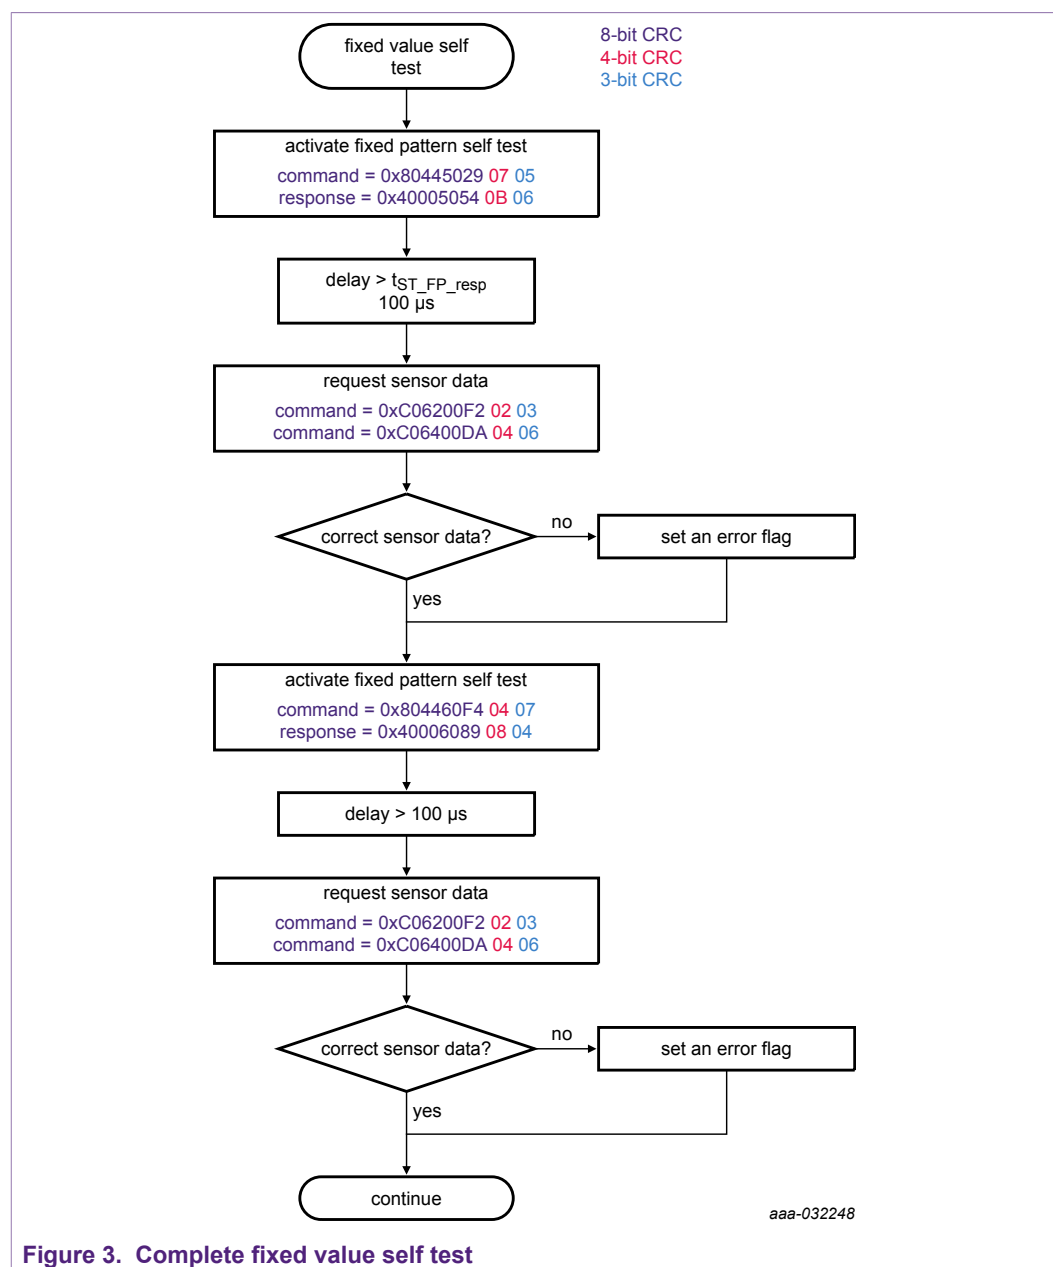 fixed value self
test
8-bit CRC
4-bit CRC
3-bit CRC
activate fixed pattern self test
command = 0x80445029 07 05
response = 0x40005054 0B 06
delay > tST_FP_resp
100 µs
request sensor data
command = 0xC06200F2 02 03
command = 0xC06400DA 04 06
correct sensor data?
no
set an error flag
yes
activate fixed pattern self test
command = 0x804460F4 04 07
response = 0x40006089 08 04
delay > 100 µs
request sensor data
command = 0xC06200F2 02 03
command = 0xC06400DA 04 06
correct sensor data?
no
set an error flag
yes
continue
aaa-032248
Figure 3. Complete fixed value self test